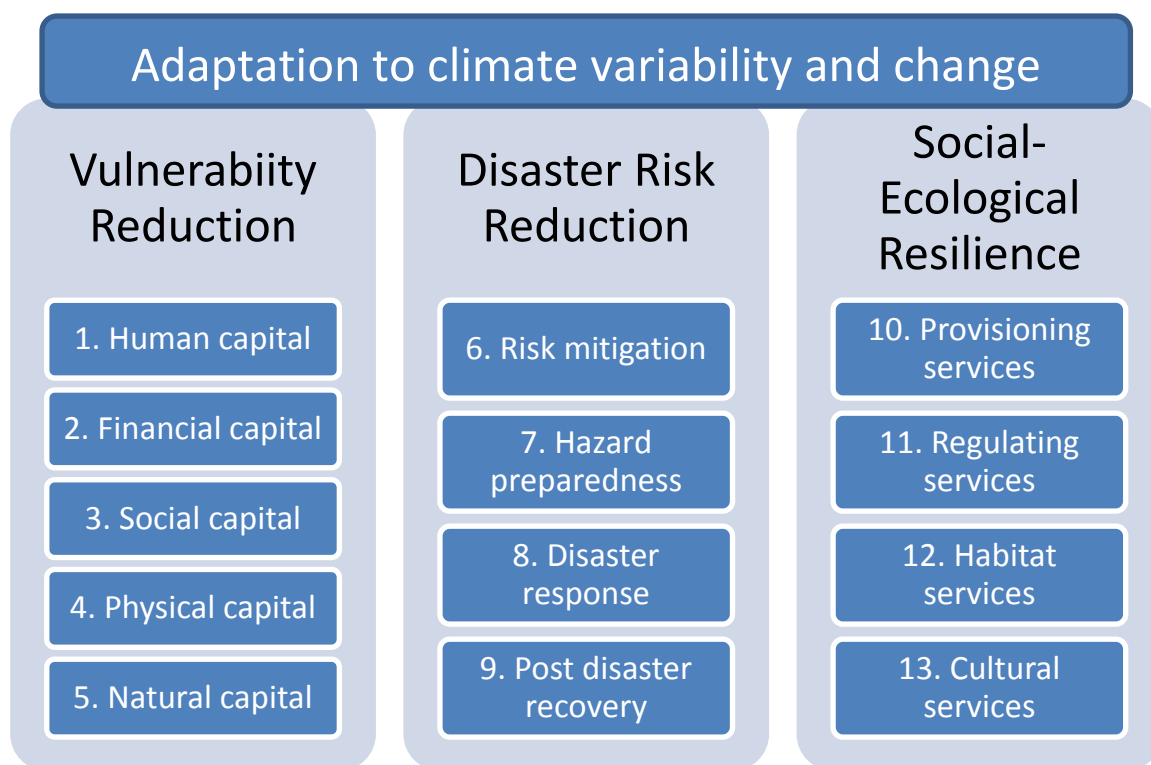 Adaptation to climate variability and change
Vulnerabiity
Reduction
1. Human capital
2. Financial capital
3. Social capital
4. Physical capital
5. Natural capital
Disaster Risk
Reduction
6. Risk mitigation
7. Hazard
preparedness
8. Disaster
response
9. Post disaster
recovery
Social-
Ecological
Resilience
10. Provisioning
services
11. Regulating
services
12. Habitat
services
13. Cultural
services